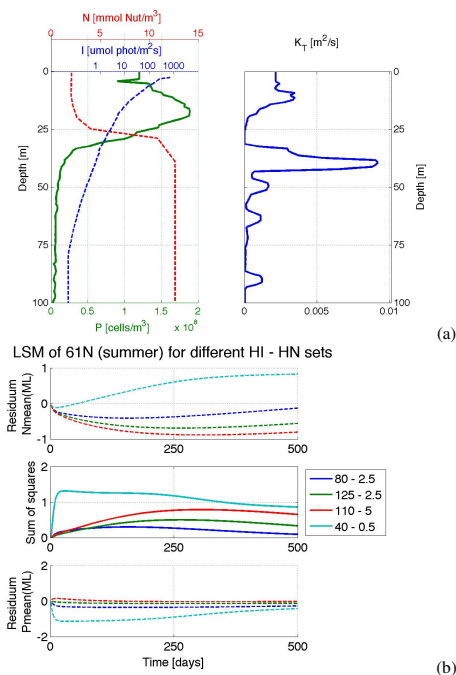 N [mmol Nut/m³]
0 5 10 15
I [umol phot/m²s]
1 10 100 1000
0
25
50
75
100
Depth [m]
0 0.5 1 1.5 2
P [cells/m³] x 10⁸
K_T [m²/s]
0
25
50
75
100
Depth [m]
0 0.005 0.01
(a)
LSM of 61N (summer) for different HI - HN sets
Residuum
Nmean(ML)
1
0
-1
0 250 500
Sum of squares
2
1
0
0 250 500
80 - 2.5
125 - 2.5
110 - 5
40 - 0.5
Residuum
Pmean(ML)
2
0
-2
0 250 500
Time [days]
(b)